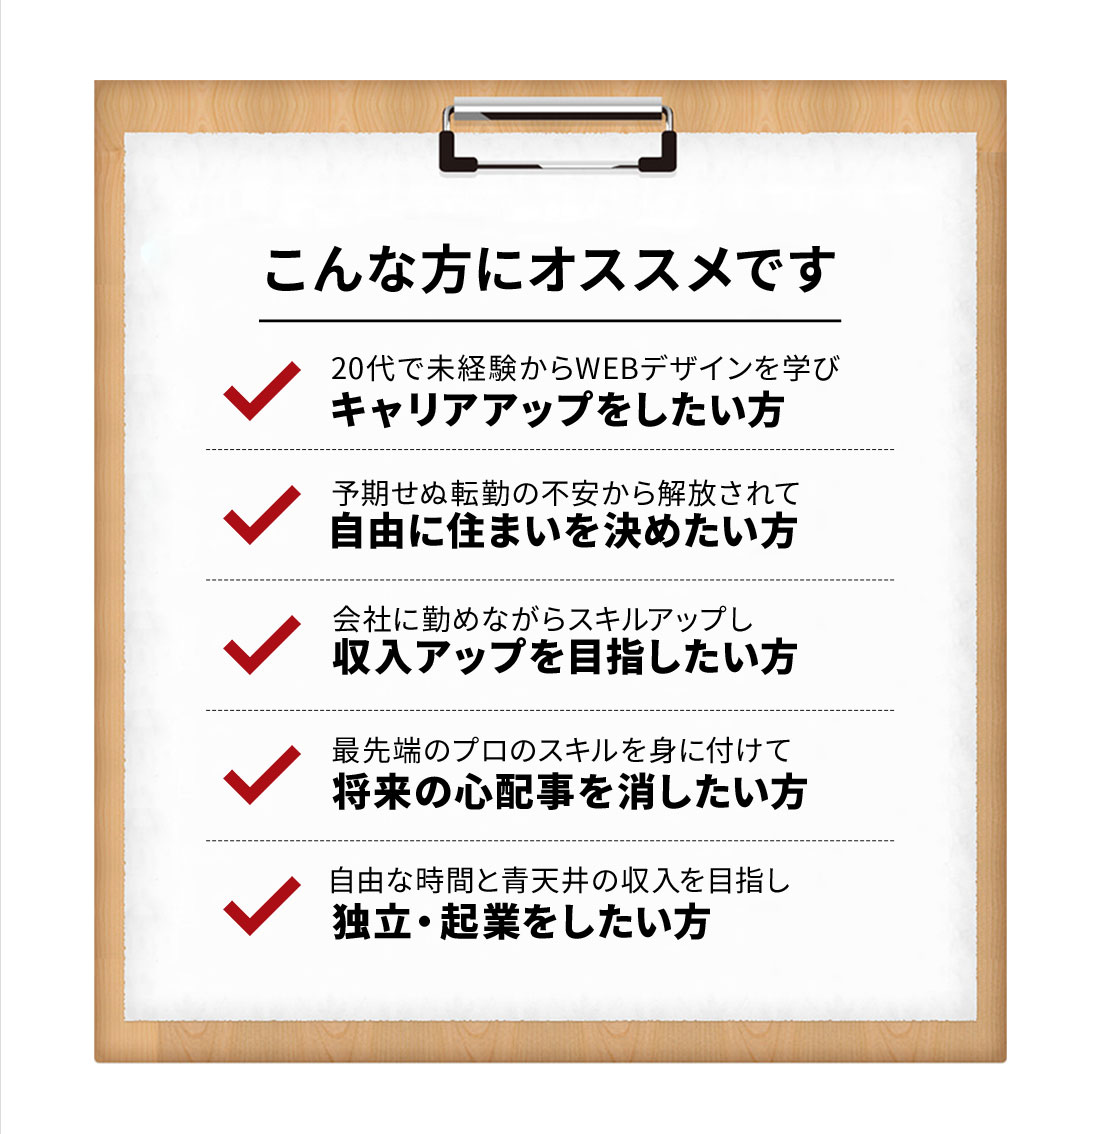 こんな方にオススメです
20代で未経験からWEBデザインを学び
キャリアアップをしたい方
予期せぬ転勤の不安から解放されて
自由に住まいを決めたい方
会社に勤めながらスキルアップし
収入アップを目指したい方
最先端のプロのスキルを身に付けて
将来の心配事を消したい方
自由な時間と青天井の収入を目指し
独立・起業をしたい方